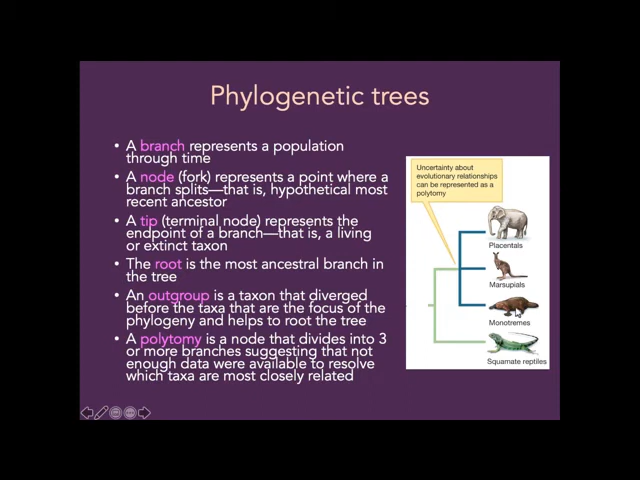 Phylogenetic trees
• A branch represents a population
through time
• A node (fork) represents a point where a
branch splits—that is, hypothetical most
recent ancestor
• A tip (terminal node) represents the
endpoint of a branch—that is, a living
or extinct taxon
• The root is the most ancestral branch in
the tree
• An outgroup is a taxon that diverged
before the taxa that are the focus of the
phylogeny and helps to root the tree
• A polytomy is a node that divides into 3
or more branches suggesting that not
enough data were available to resolve
which taxa are most closely related
Uncertainty about
evolutionary relationships
can be represented as a
polytomy
Placentals
Marsupials
Monotremes
Squamate reptiles